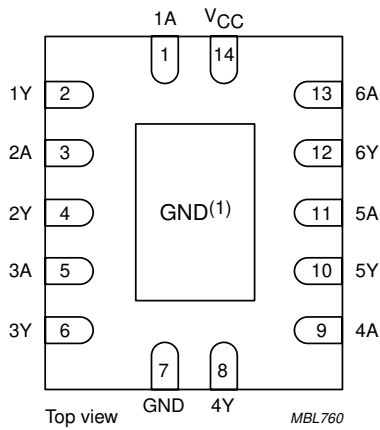 1A VCC
1 14
1Y 2 13 6A
2A 3 12 6Y
2Y 4 GND(1) 11 5A
3A 5 10 5Y
3Y 6 9 4A
7 8
GND 4Y
Top view MBL760